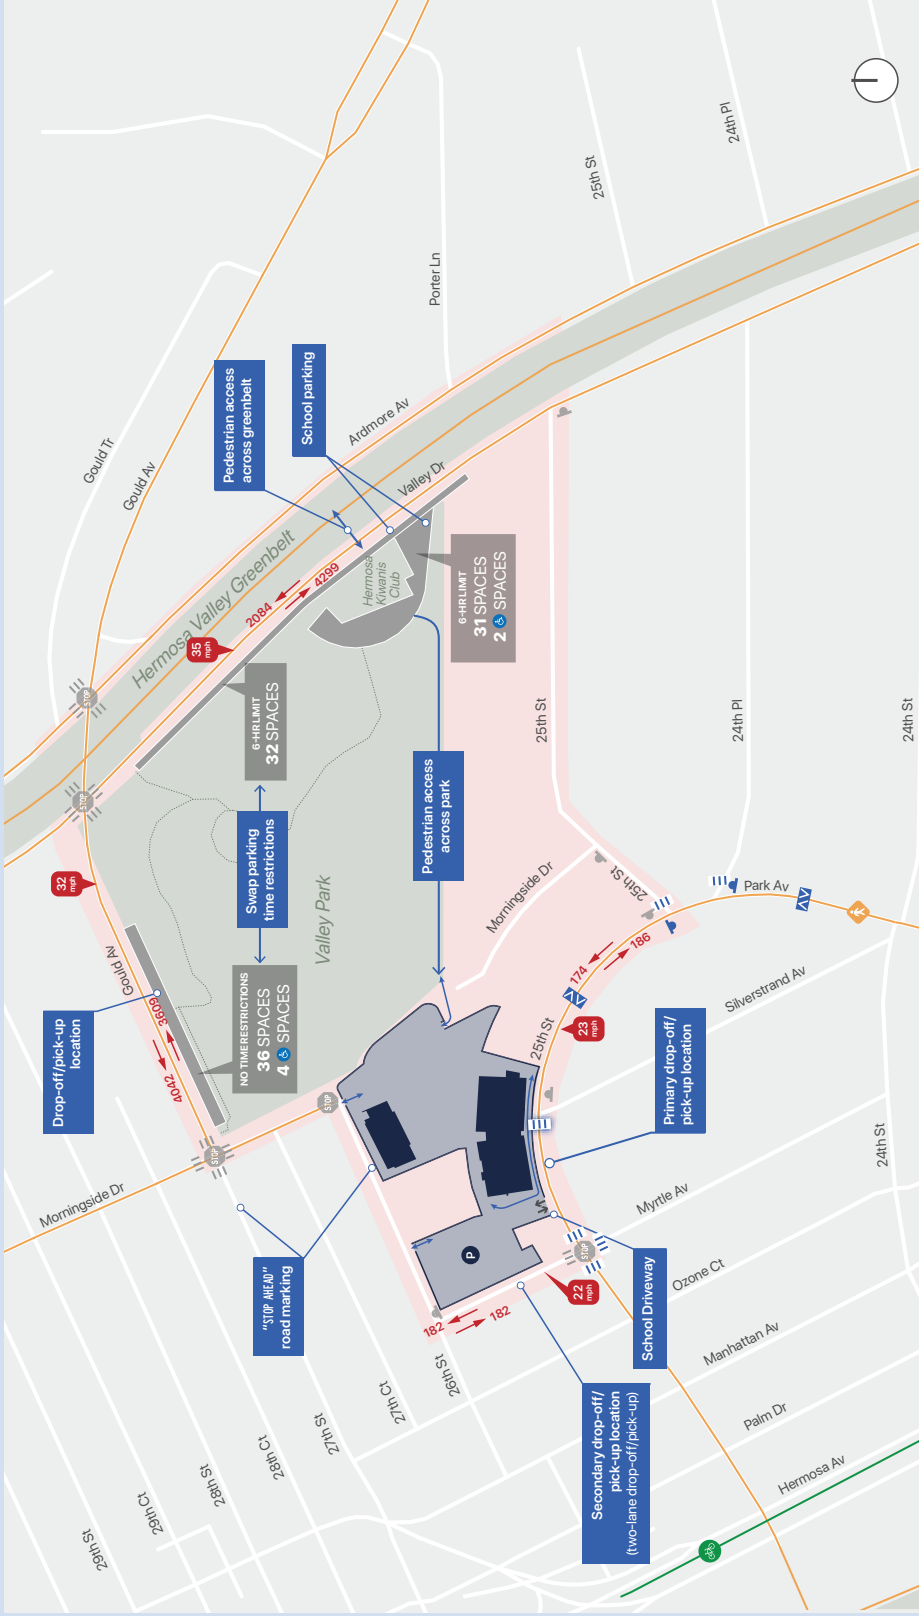 29th St
29th Ct
28th St
28th Ct
27th St
27th Ct
26th St
Morningside Dr
"STOP AHEAD"
road marking
Drop-off/pick-up
location
STOP
4042
3609
Gould Av
32
mph
NO TIME RESTRICTIONS
36 SPACES
4 SPACES
Swap parking
time restrictions
6-HR LIMIT
32 SPACES
Valley Park
STOP
STOP
STOP
Hermosa Valley Greenbelt
35
mph
2084
4299
Gould Tr
Gould Av
Pedestrian access
across greenbelt
School parking
Ardmore Av
Valley Dr
Hermosa
Kiwanis
Club
6-HR LIMIT
31 SPACES
2 SPACES
Porter Ln
25th St
24th Pl
Pedestrian access
across park
P
182
182
22
mph
STOP
Secondary drop-off/
pick-up location
(two-lane drop-off/pick-up)
School Driveway
Primary drop-off/
pick-up location
25th St
23
mph
174
186
Morningside Dr
25th St
25th St
Park Av
24th Pl
24th St
24th St
Silverstrand Av
Myrtle Av
Ozone Ct
Manhattan Av
Palm Dr
Hermosa Av